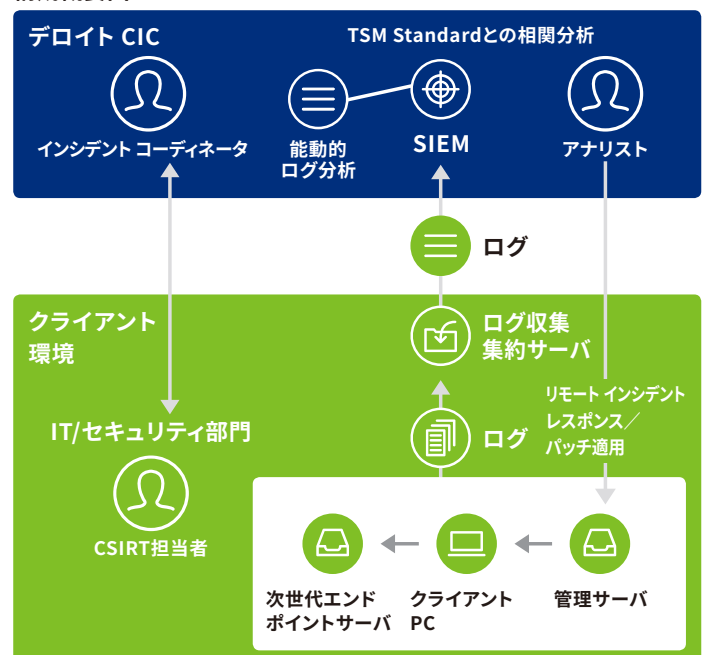 デロイト CIC
TSM Standardとの相関分析
インシデント コーディネータ
能動的
ログ分析
SIEM
アナリスト
ログ
クライアント
環境
ログ収集
集約サーバ
リモート インシデント
レスポンス／
パッチ適用
IT/セキュリティ部門
ログ
CSIRT担当者
次世代エンド
ポイントサーバ
クライアント
PC
管理サーバ